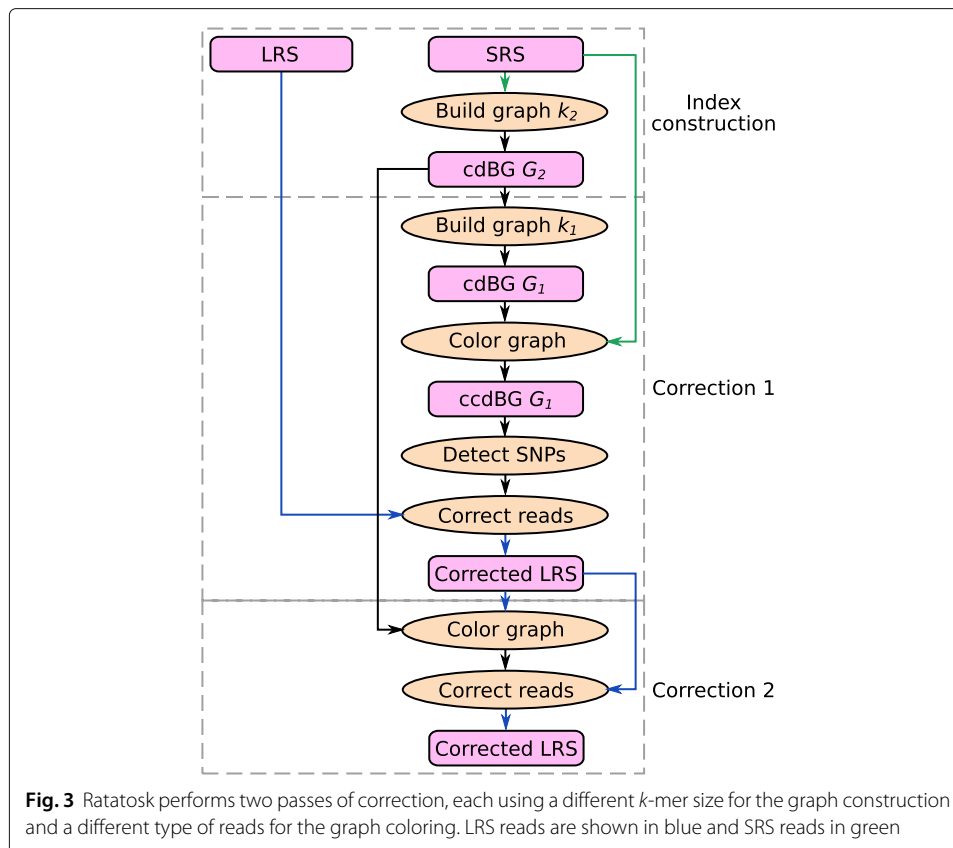 LRS
SRS
Build graph k2
Index
construction
cdBG G2
Build graph k1
cdBG G1
Color graph
Correction 1
ccdBG G1
Detect SNPs
Correct reads
Corrected LRS
Color graph
Correct reads
Correction 2
Corrected LRS
Fig. 3 Ratatosk performs two passes of correction, each using a different k-mer size for the graph construction
and a different type of reads for the graph coloring. LRS reads are shown in blue and SRS reads in green